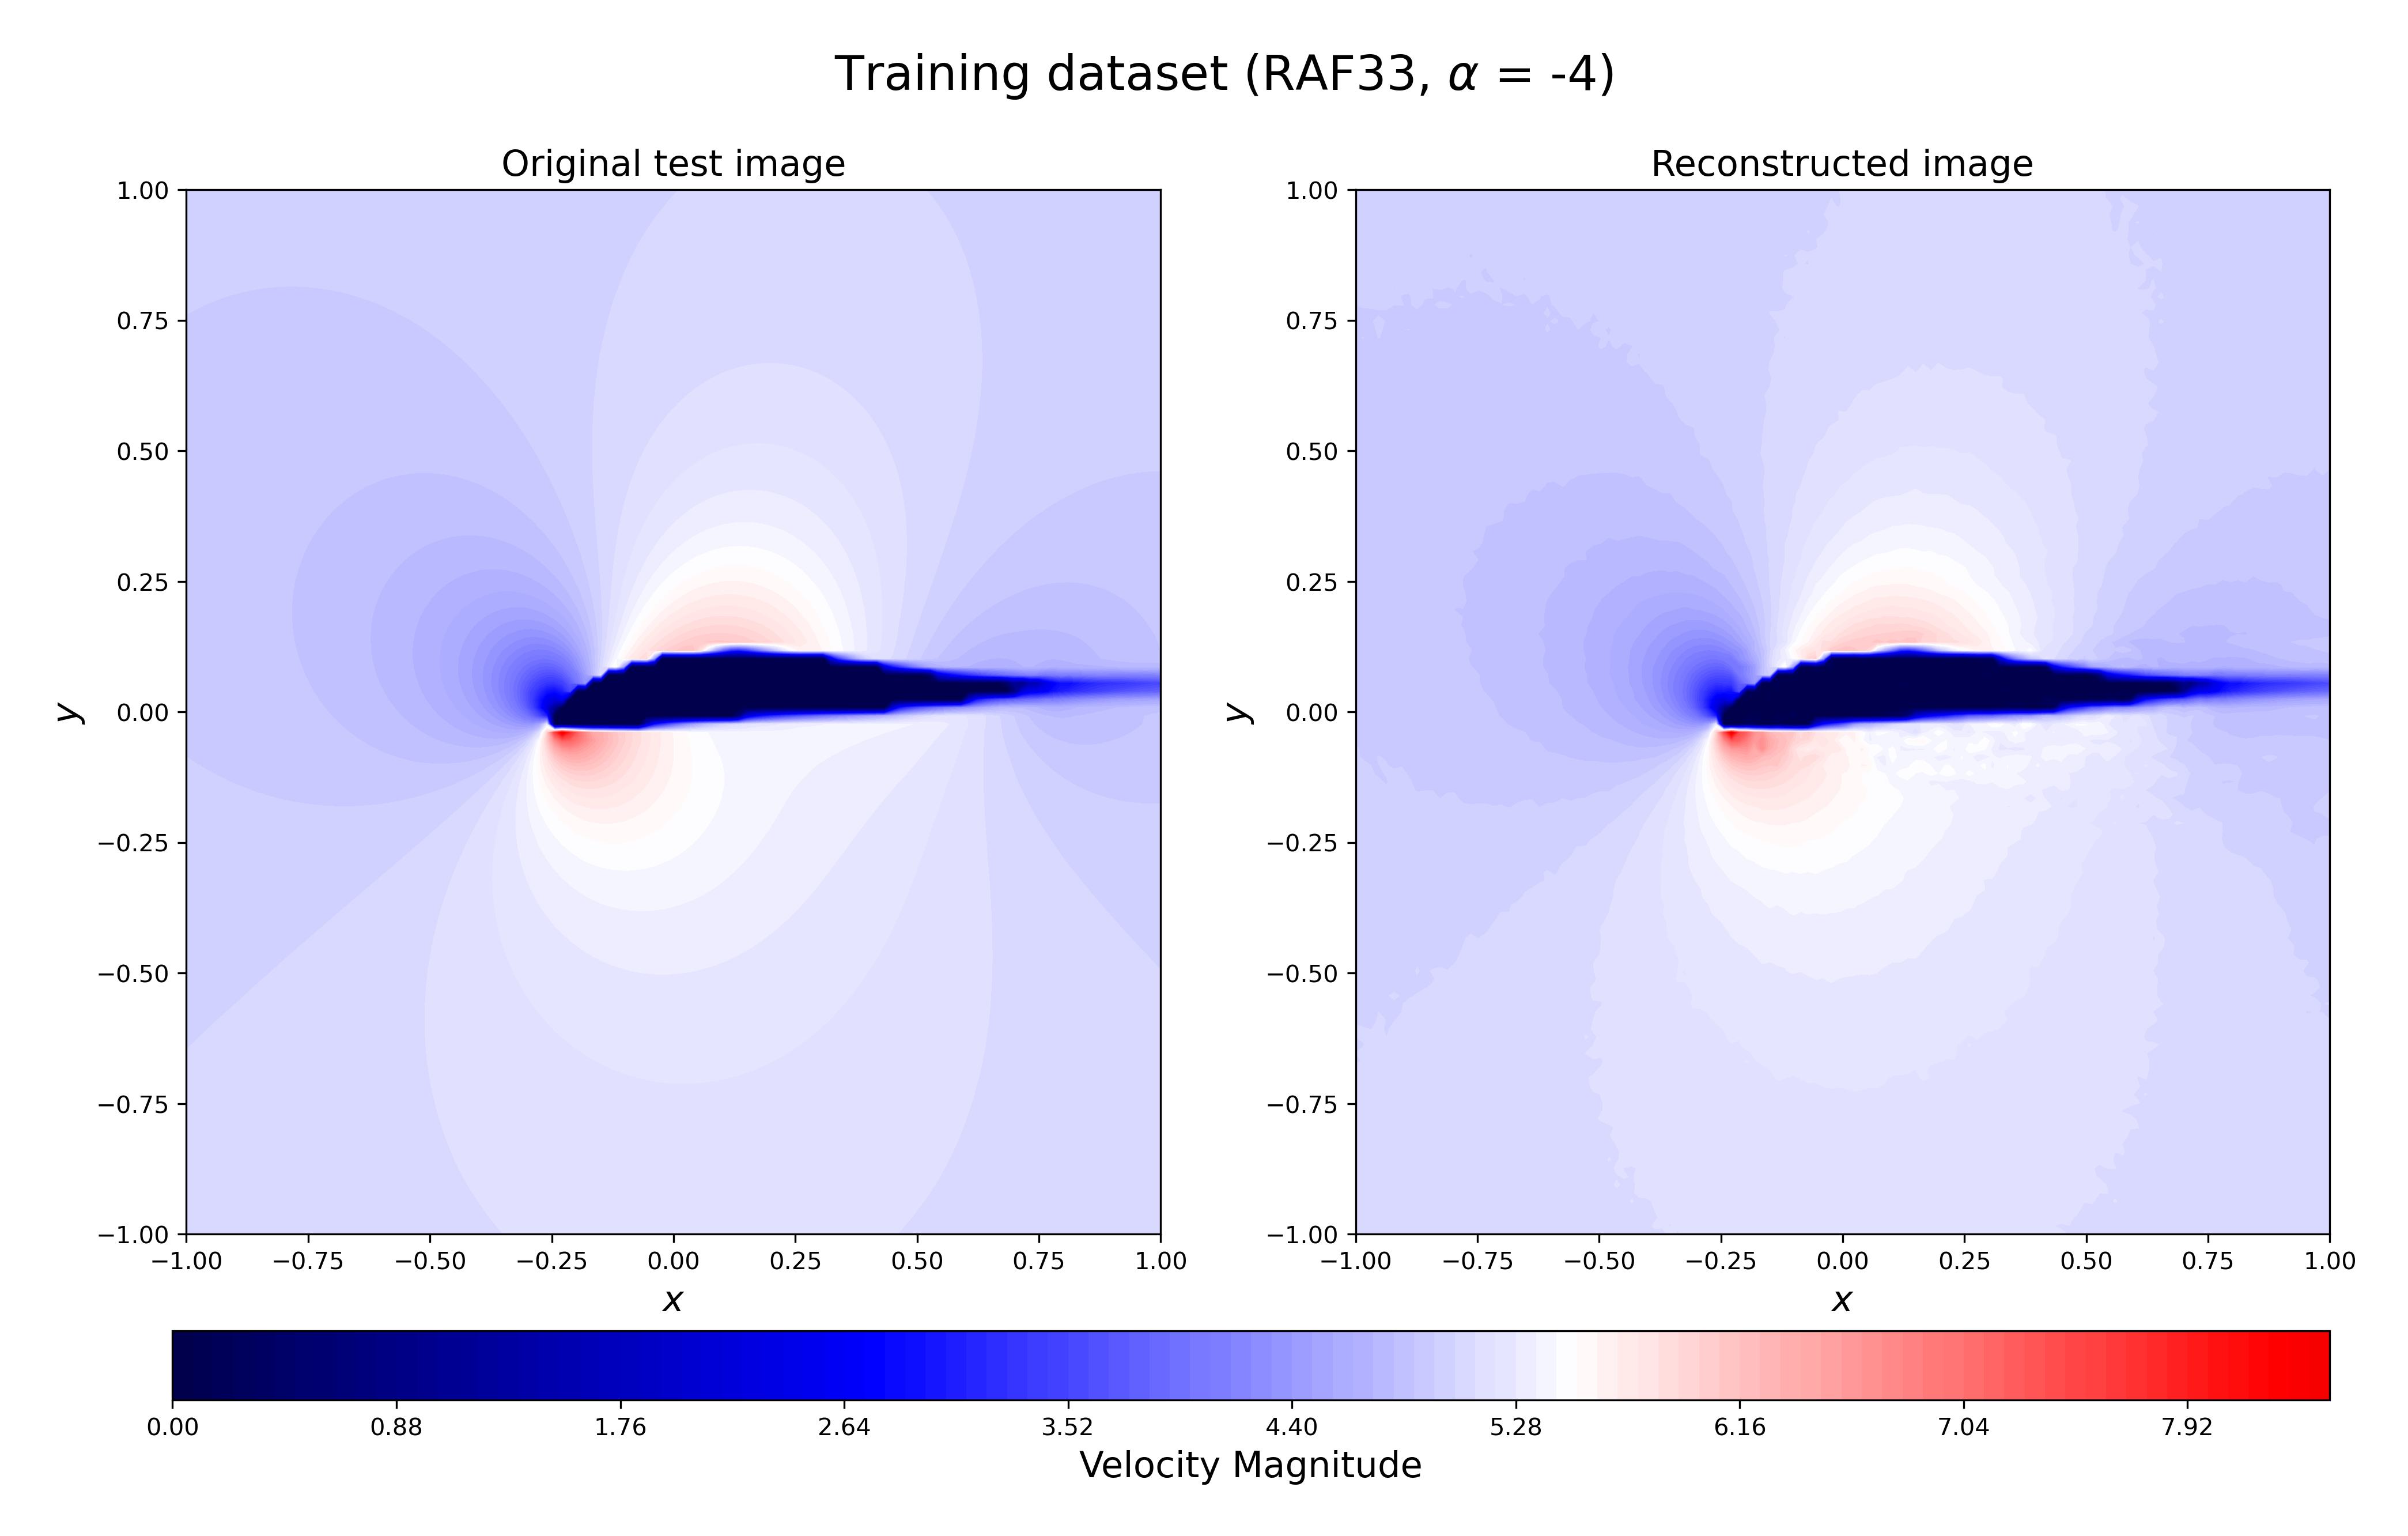 Training dataset (RAF33, α = -4)
Original test image
Reconstructed image
1.00
0.75
0.50
0.25
0.00
−0.25
−0.50
−0.75
−1.00
y
−1.00 −0.75 −0.50 −0.25 0.00 0.25 0.50 0.75 1.00
x
1.00
0.75
0.50
0.25
0.00
−0.25
−0.50
−0.75
−1.00
y
−1.00 −0.75 −0.50 −0.25 0.00 0.25 0.50 0.75 1.00
x
0.00 0.88 1.76 2.64 3.52 4.40 5.28 6.16 7.04 7.92
Velocity Magnitude